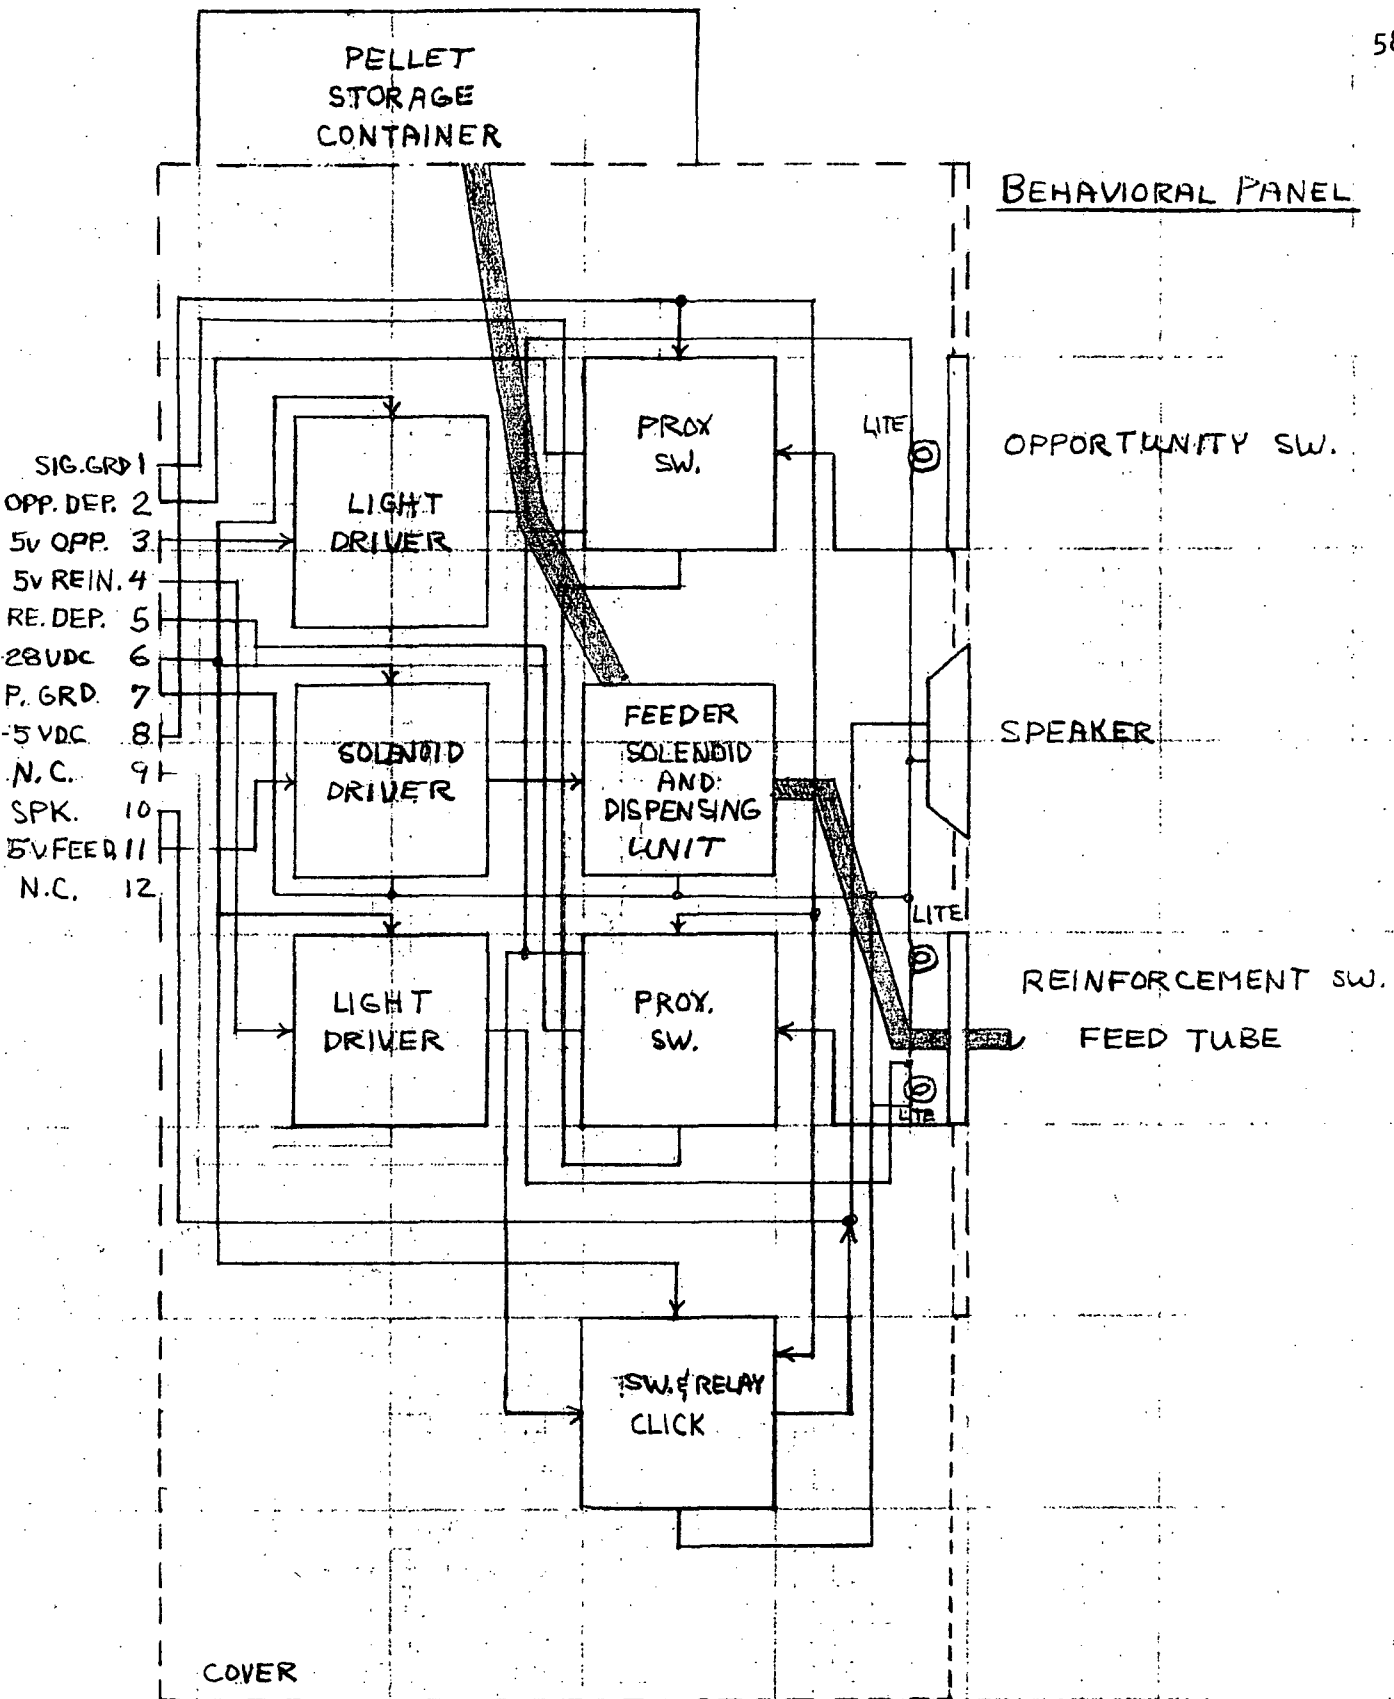 58
PELLET
STORAGE
CONTAINER
BEHAVIORAL PANEL
PROX
SW.
LITE
OPPORTUNITY SW.
LIGHT
DRIVER
SIG.GRD 1
OPP. DEP. 2
5V OPP. 3
5V REIN. 4
RE. DEP. 5
28VDC 6
P. GRD. 7
-5 VDC 8
N.C. 9
SPK. 10
5V FEED 11
N.C. 12
SOLENOID
DRIVER
FEEDER
SOLENOID
AND
DISPENSING
UNIT
SPEAKER
LITE
LIGHT
DRIVER
PROX.
SW.
REINFORCEMENT SW.
FEED TUBE
LITE
SW. & RELAY
CLICK
COVER